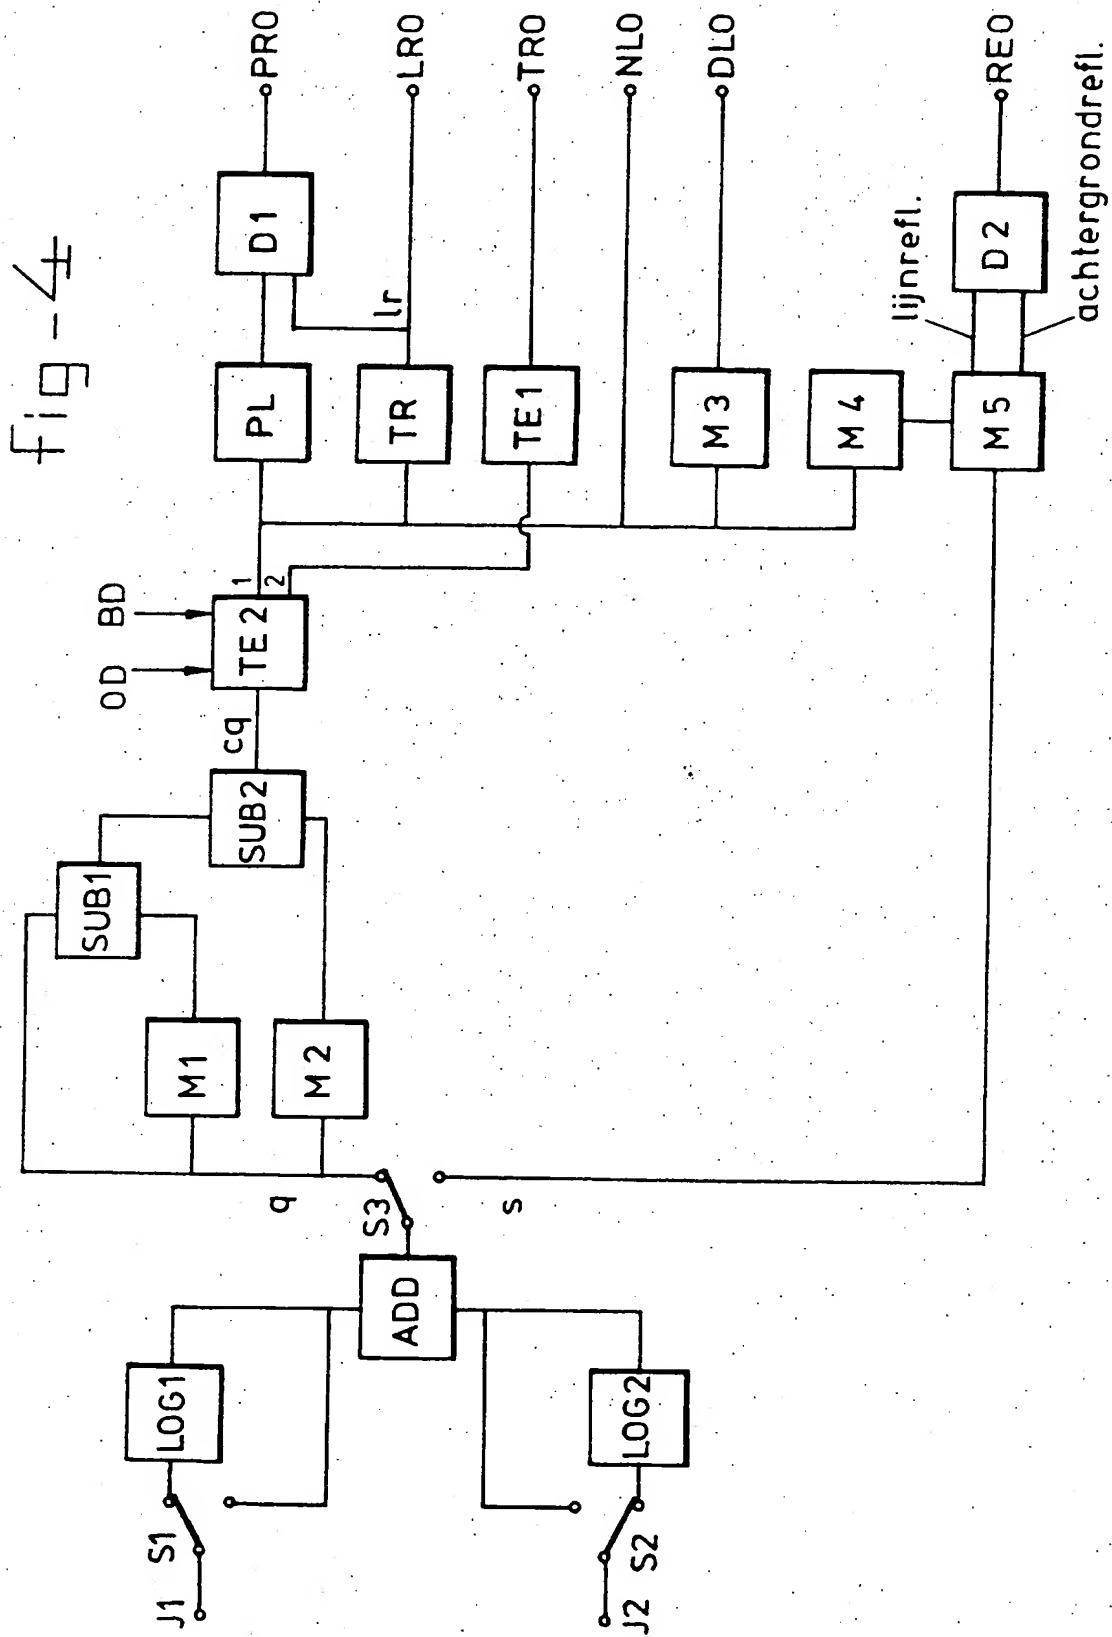 Fig-4
J1
S1
LOG1
J2
S2
LOG2
ADD
S3
q
s
M1
M2
SUB1
SUB2
cq
OD
BD
TE2
1
2
PL
TR
TE1
M3
M4
M5
lr
D1
D2
lijnrefl.
achtergrondrefl.
PRO
LRO
TRO
NLO
DLO
REO